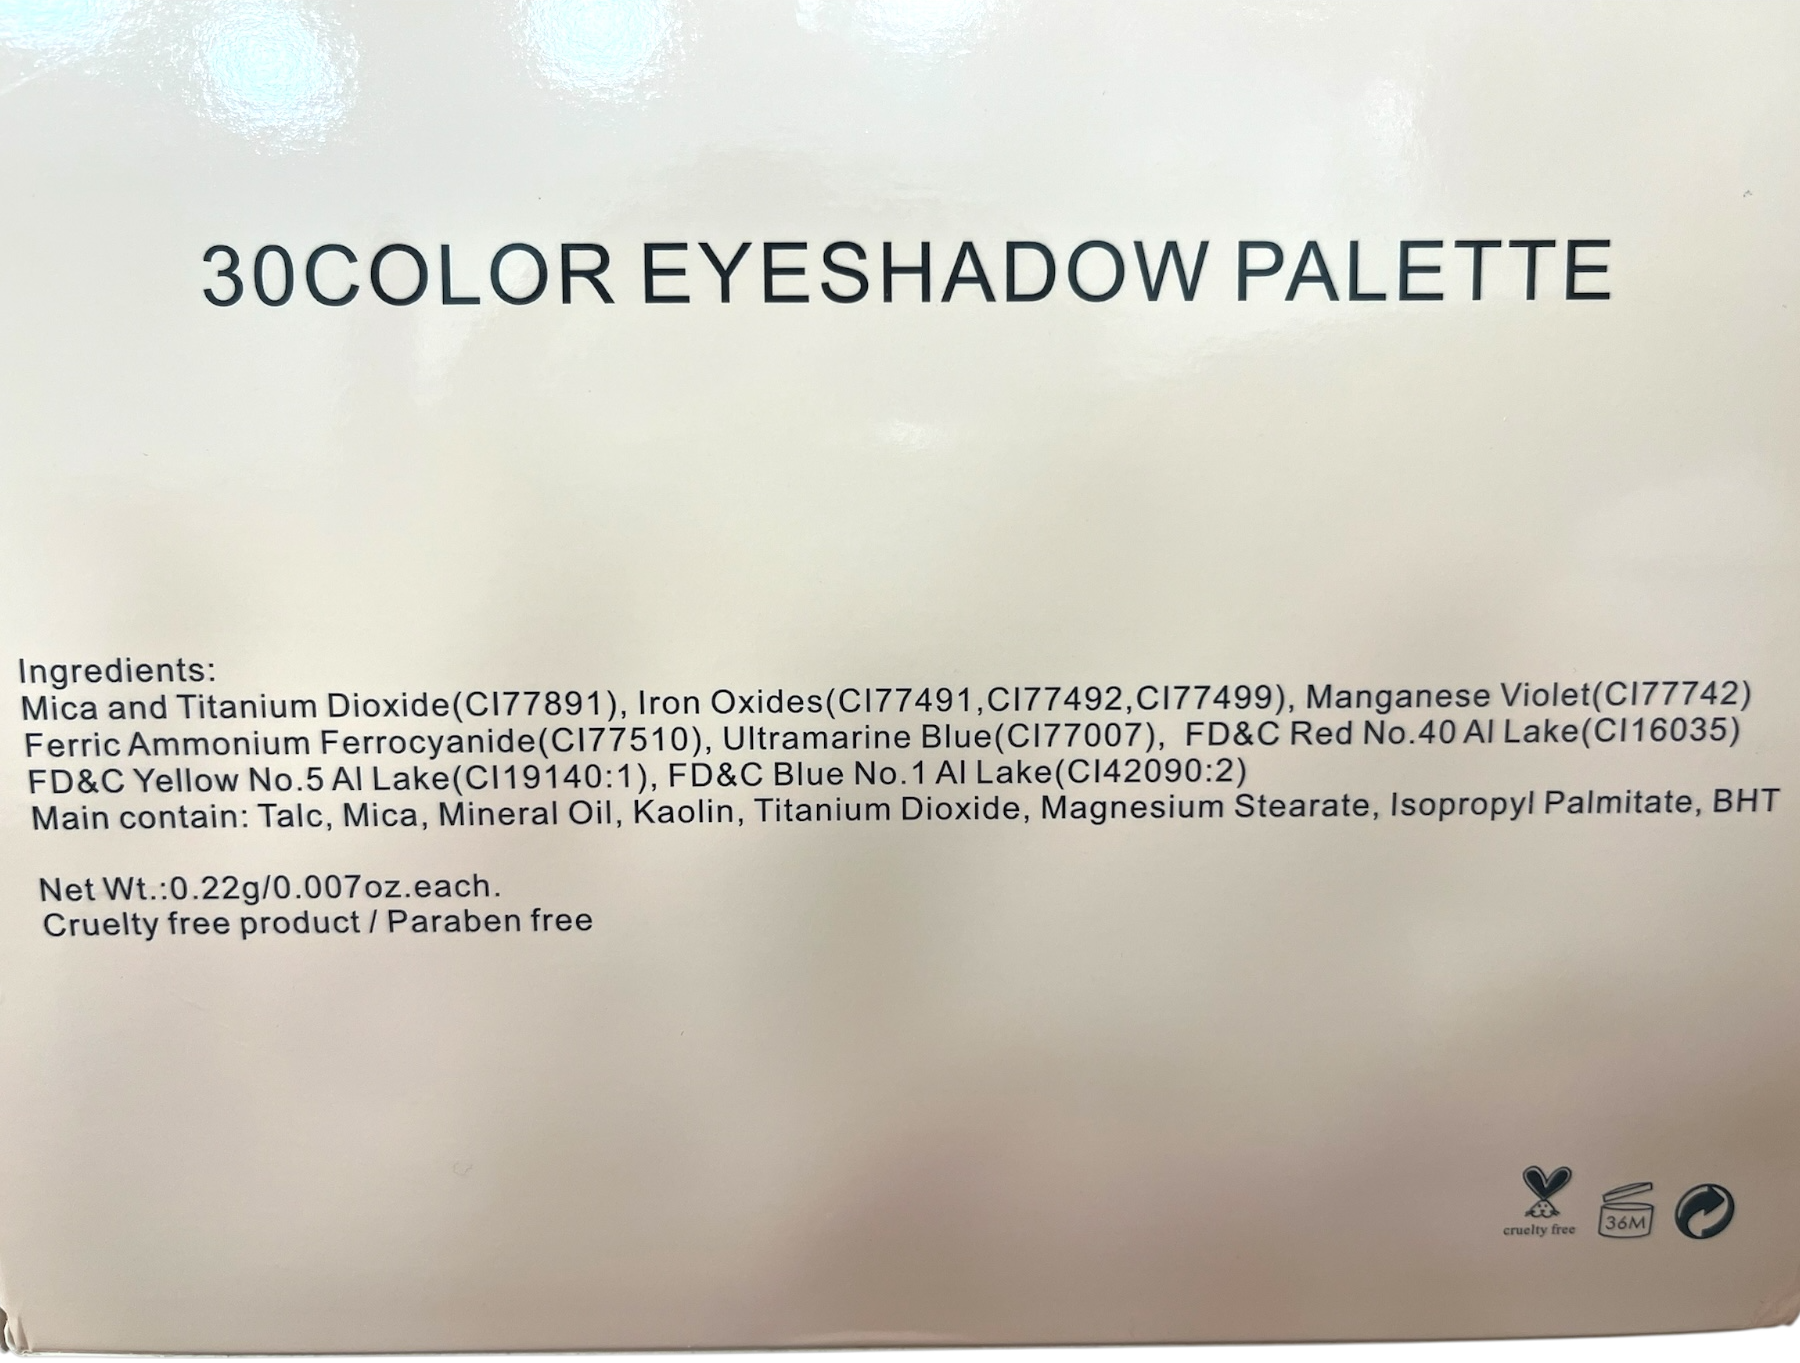 30COLOR EYESHADOW PALETTE
Ingredients:
Mica and Titanium Dioxide(CI77891), Iron Oxides(CI77491,CI77492,CI77499), Manganese Violet(CI77742)
Ferric Ammonium Ferrocyanide(CI77510), Ultramarine Blue(CI77007), FD&C Red No.40 Al Lake(CI16035)
FD&C Yellow No.5 Al Lake(CI19140:1), FD&C Blue No.1 Al Lake(CI42090:2)
Main contain: Talc, Mica, Mineral Oil, Kaolin, Titanium Dioxide, Magnesium Stearate, Isopropyl Palmitate, BHT
Net Wt.:0.22g/0.007oz.each.
Cruelty free product / Paraben free
cruelty free
36M